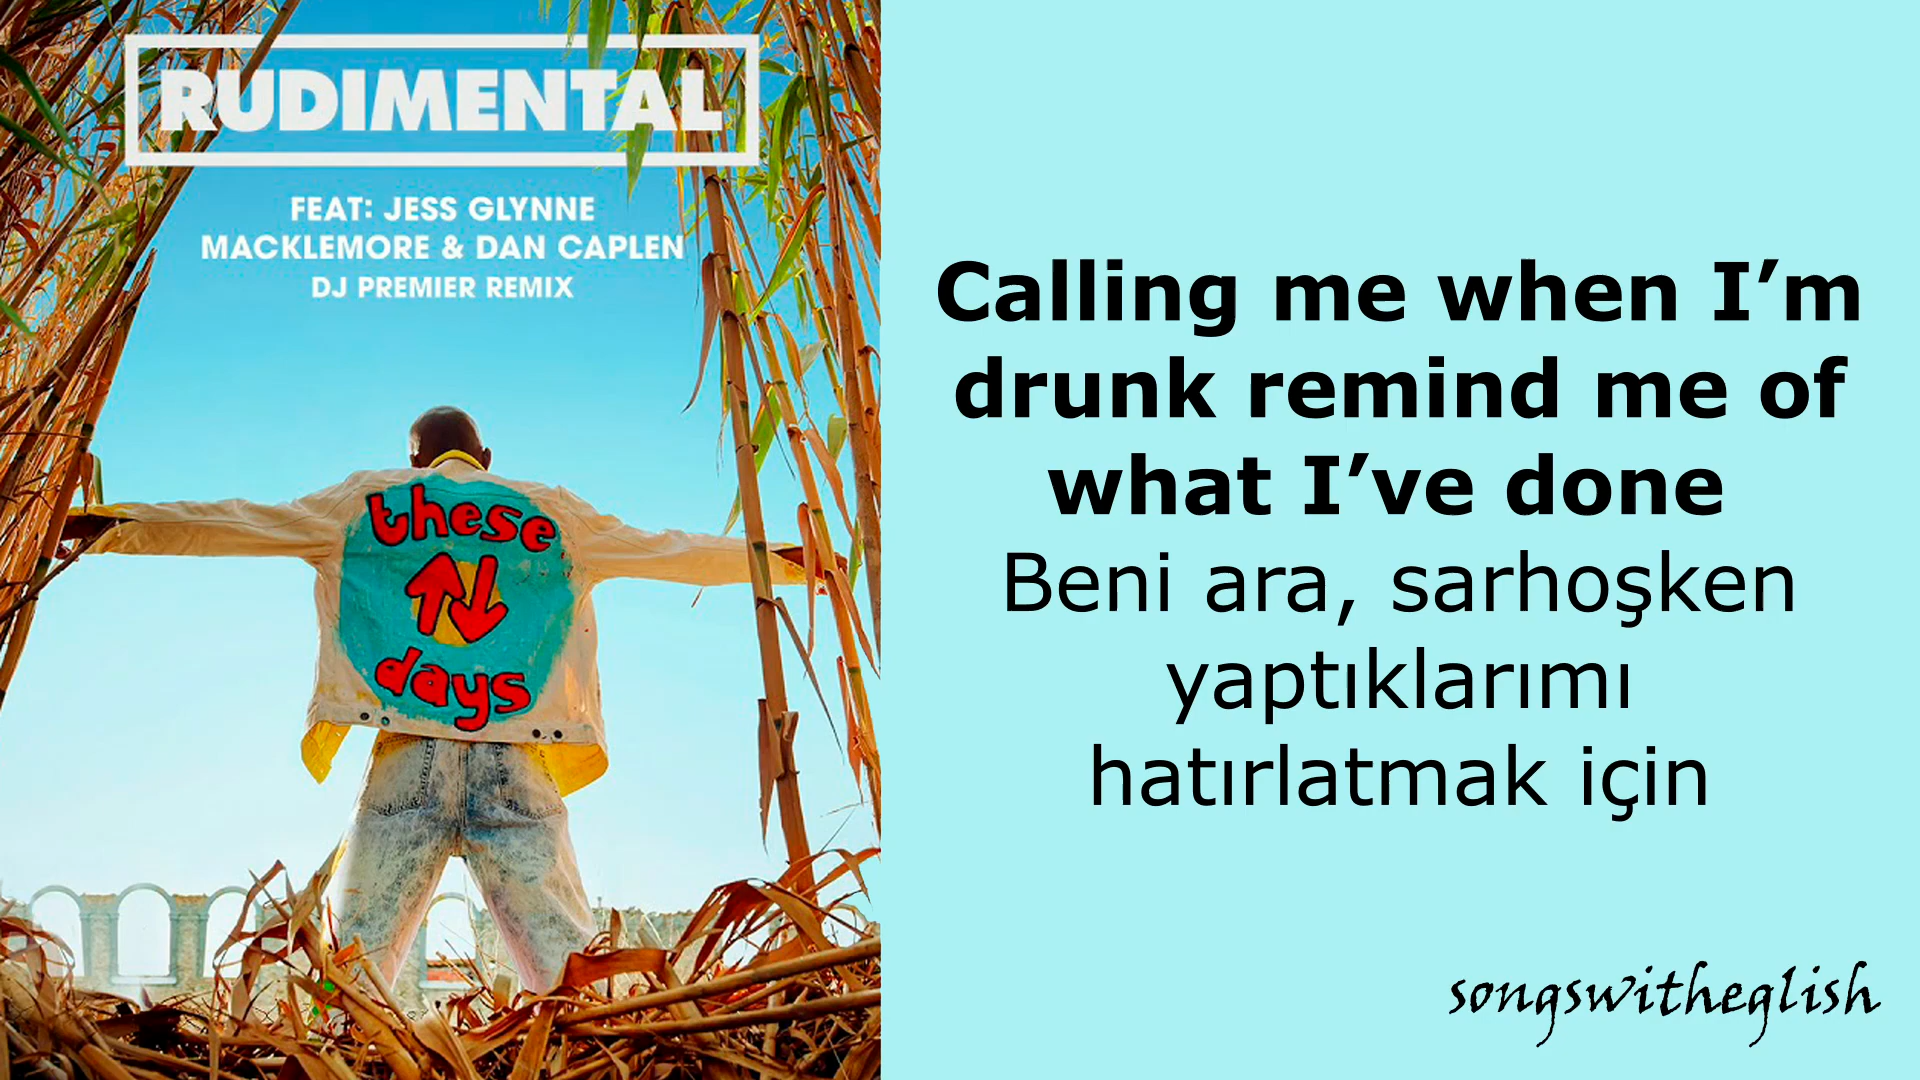 RUDIMENTAL
FEAT: JESS GLYNNE
MACKLEMORE & DAN CAPLEN
DJ PREMIER REMIX
these
days
Calling me when I’m
drunk remind me of
what I’ve done
Beni ara, sarhoşken
yaptıklarımı
hatırlatmak için
songswitheglish